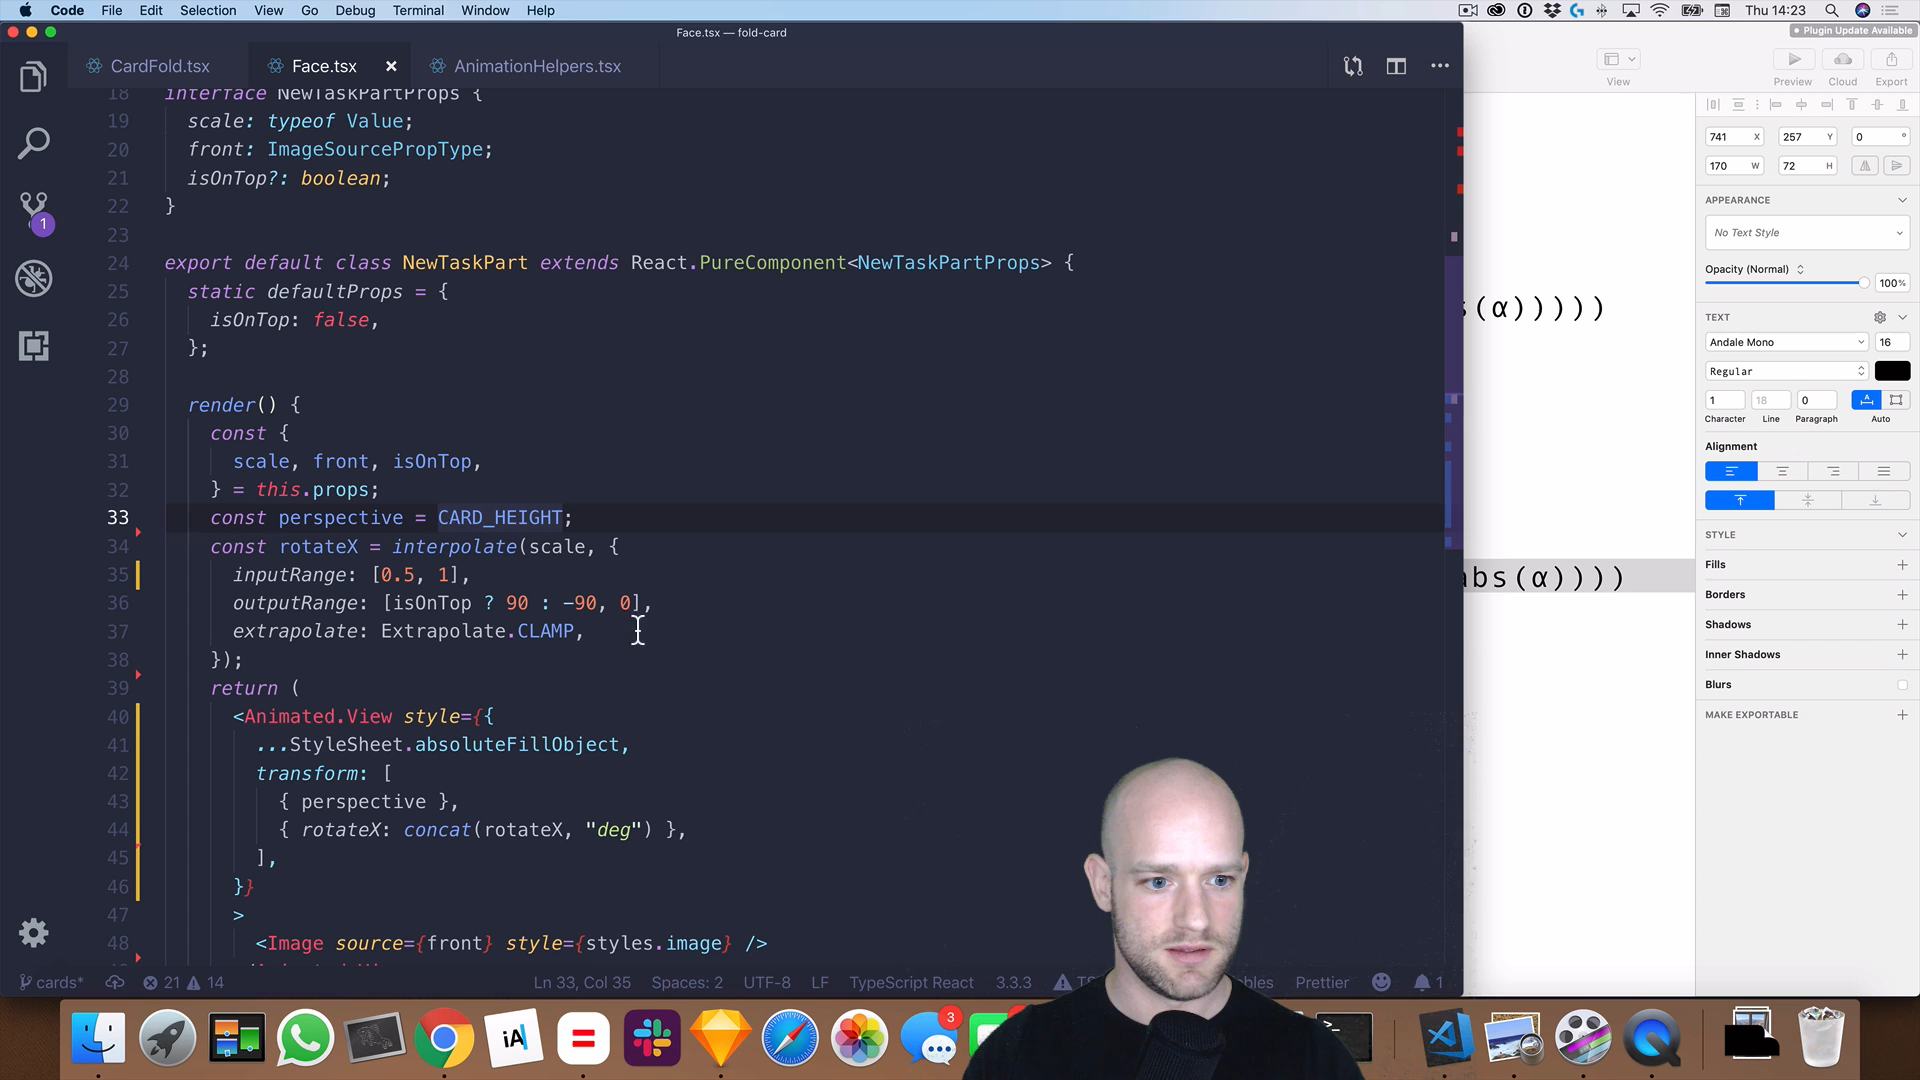 Code File Edit Selection View Go Debug Terminal Window Help
Thu 14:23
Face.tsx — fold-card
Plugin Update Available
CardFold.tsx
Face.tsx
AnimationHelpers.tsx
View
Preview
Cloud
Export
18 interface NewTaskPartProps {
19 scale: typeof Value;
20 front: ImageSourcePropType;
21 isOnTop?: boolean;
22 }
23
24 export default class NewTaskPart extends React.PureComponent<NewTaskPartProps> {
25 static defaultProps = {
26 isOnTop: false,
27 };
28
29 render() {
30 const {
31 scale, front, isOnTop,
32 } = this.props;
33 const perspective = CARD_HEIGHT;
34 const rotateX = interpolate(scale, {
35 inputRange: [0.5, 1],
36 outputRange: [isOnTop ? 90 : -90, 0],
37 extrapolate: Extrapolate.CLAMP,
38 });
39 return (
40 <Animated.View style={{
41 ...StyleSheet.absoluteFillObject,
42 transform: [
43 { perspective },
44 { rotateX: concat(rotateX, "deg") },
45 ],
46 }}
47 >
48 <Image source={front} style={styles.image} />
1
s(α)))))
abs(α))))
741 X 257 Y 0 °
170 W 72 H
APPEARANCE
No Text Style
Opacity (Normal)
100%
TEXT
Andale Mono 16
Regular
1 18 0
Character Line Paragraph Auto
Alignment
STYLE
Fills
Borders
Shadows
Inner Shadows
Blurs
MAKE EXPORTABLE
cards* 21 14
Ln 33, Col 35 Spaces: 2 UTF-8 LF TypeScript React 3.3.3
Prettier 1
iA
3